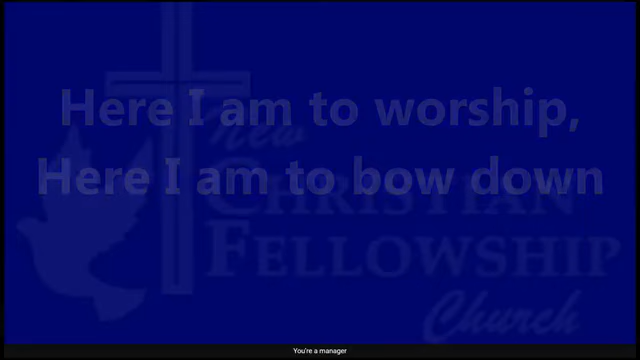 Here I am to worship,
Here I am to bow down
New
CHRISTIAN
FELLOWSHIP
Church
You're a manager